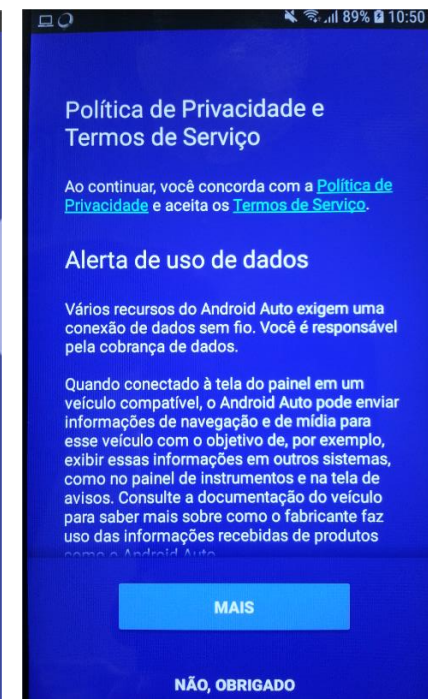 89% 10:50
Política de Privacidade e
Termos de Serviço
Ao continuar, você concorda com a Política de
Privacidade e aceita os Termos de Serviço.
Alerta de uso de dados
Vários recursos do Android Auto exigem uma
conexão de dados sem fio. Você é responsável
pela cobrança de dados.
Quando conectado à tela do painel em um
veículo compatível, o Android Auto pode enviar
informações de navegação e de mídia para
esse veículo com o objetivo de, por exemplo,
exibir essas informações em outros sistemas,
como no painel de instrumentos e na tela de
avisos. Consulte a documentação do veículo
para saber mais sobre como o fabricante faz
uso das informações recebidas de produtos
como o Android Auto.
MAIS
NÃO, OBRIGADO